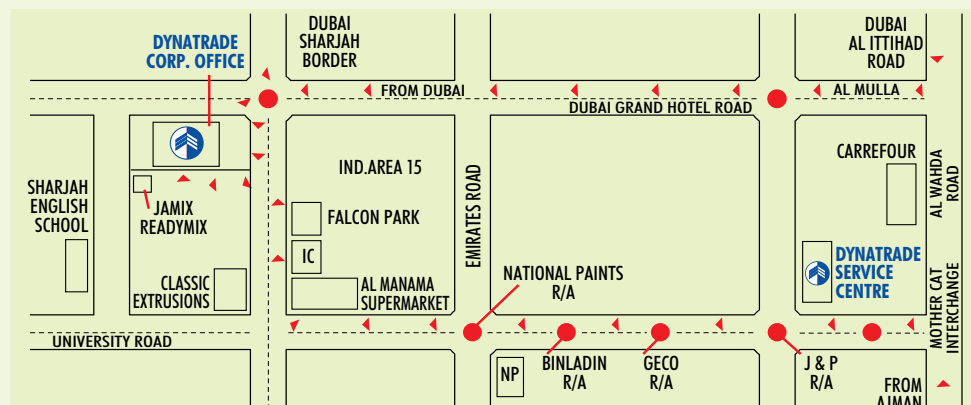 DYNATRADE
CORP. OFFICE
DUBAI
SHARJAH
BORDER
DUBAI
AL ITTIHAD
ROAD
FROM DUBAI
AL MULLA
DUBAI GRAND HOTEL ROAD
SHARJAH
ENGLISH
SCHOOL
JAMIX
READYMIX
CLASSIC
EXTRUSIONS
IND.AREA 15
FALCON PARK
IC
AL MANAMA
SUPERMARKET
EMIRATES ROAD
CARREFOUR
AL WAHDA
ROAD
DYNATRADE
SERVICE
CENTRE
MOTHER CAT
INTERCHANGE
NATIONAL PAINTS
R/A
UNIVERSITY ROAD
NP
BINLADIN
R/A
GECO
R/A
J & P
R/A
FROM
AJMAN